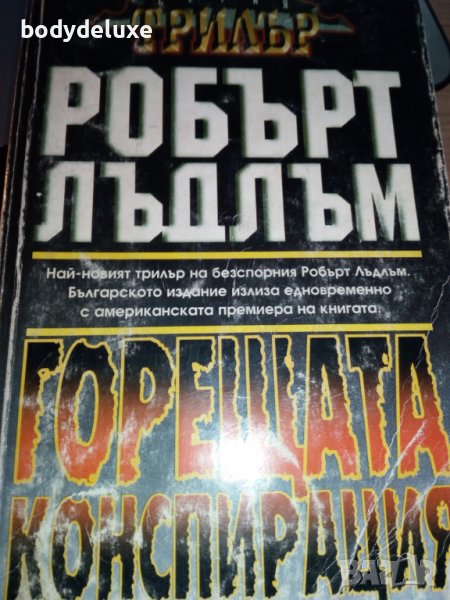 bodydeluxe
ТРИЛЪР
РОБЪРТ
ЛЪДЛЪМ
Най-новият трилър на безспорния Робърт Лъдлъм.
Българското издание излиза едновременно
с американската премиера на книгата.
ГОРЕЩАТА
КОНСПИРАЦИЯ
BAZAR